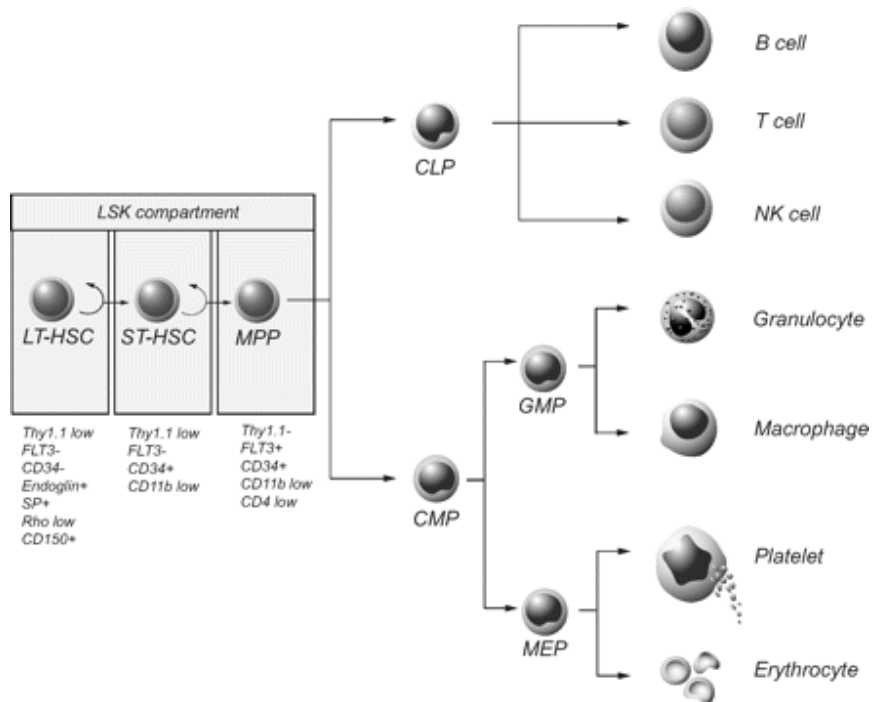 B cell
CLP
T cell
NK cell
LSK compartment
LT-HSC
ST-HSC
MPP
Thy1.1 low
FLT3-
CD34-
Endoglin+
SP+
Rho low
CD150+
Thy1.1 low
FLT3-
CD34+
CD11b low
Thy1.1-
FLT3+
CD34+
CD11b low
CD4 low
CMP
GMP
Granulocyte
Macrophage
MEP
Platelet
Erythrocyte